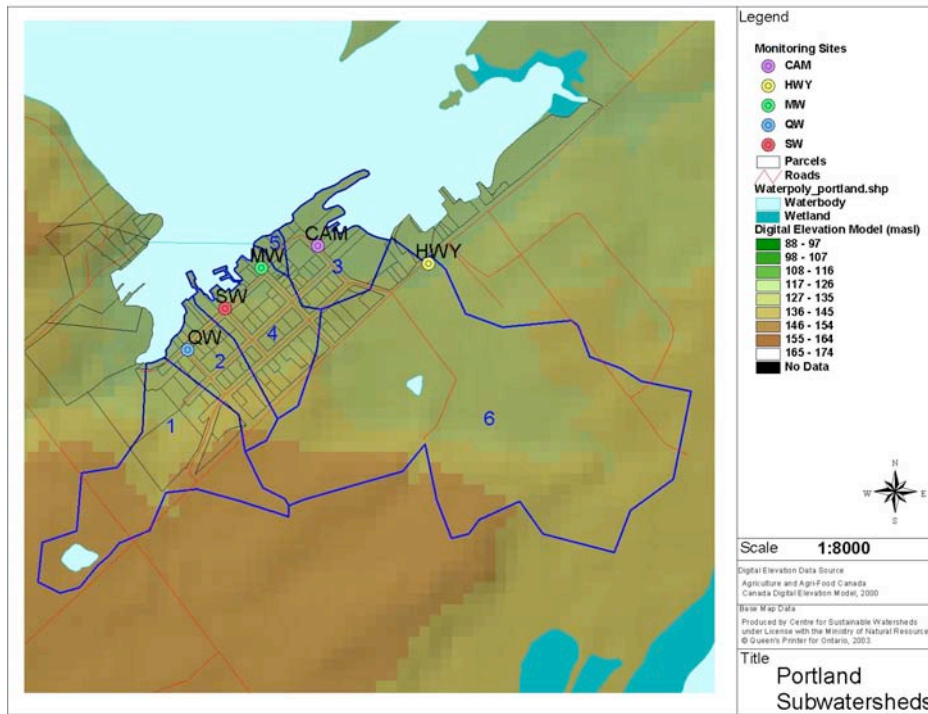 Legend
Monitoring Sites
CAM
HWY
MW
QW
SW
Parcels
Roads
Waterpoly_portland.shp
Waterbody
Wetland
Digital Elevation Model (masl)
88 - 97
98 - 107
108 - 116
117 - 126
127 - 135
136 - 145
146 - 154
155 - 164
165 - 174
No Data
5
CAM
MW
HWY
3
SW
4
QW
2
1
6
N
W E
S
Scale 1:8000
Digital Elevation Data Source
Agriculture and Agri-Food Canada
Canada Digital Elevation Model, 2000
Base Map Data
Produced by Centre for Sustainable Watersheds
under License with the Ministry of Natural Resource
© Queen's Printer for Ontario, 2003.
Title
Portland
Subwatersheds